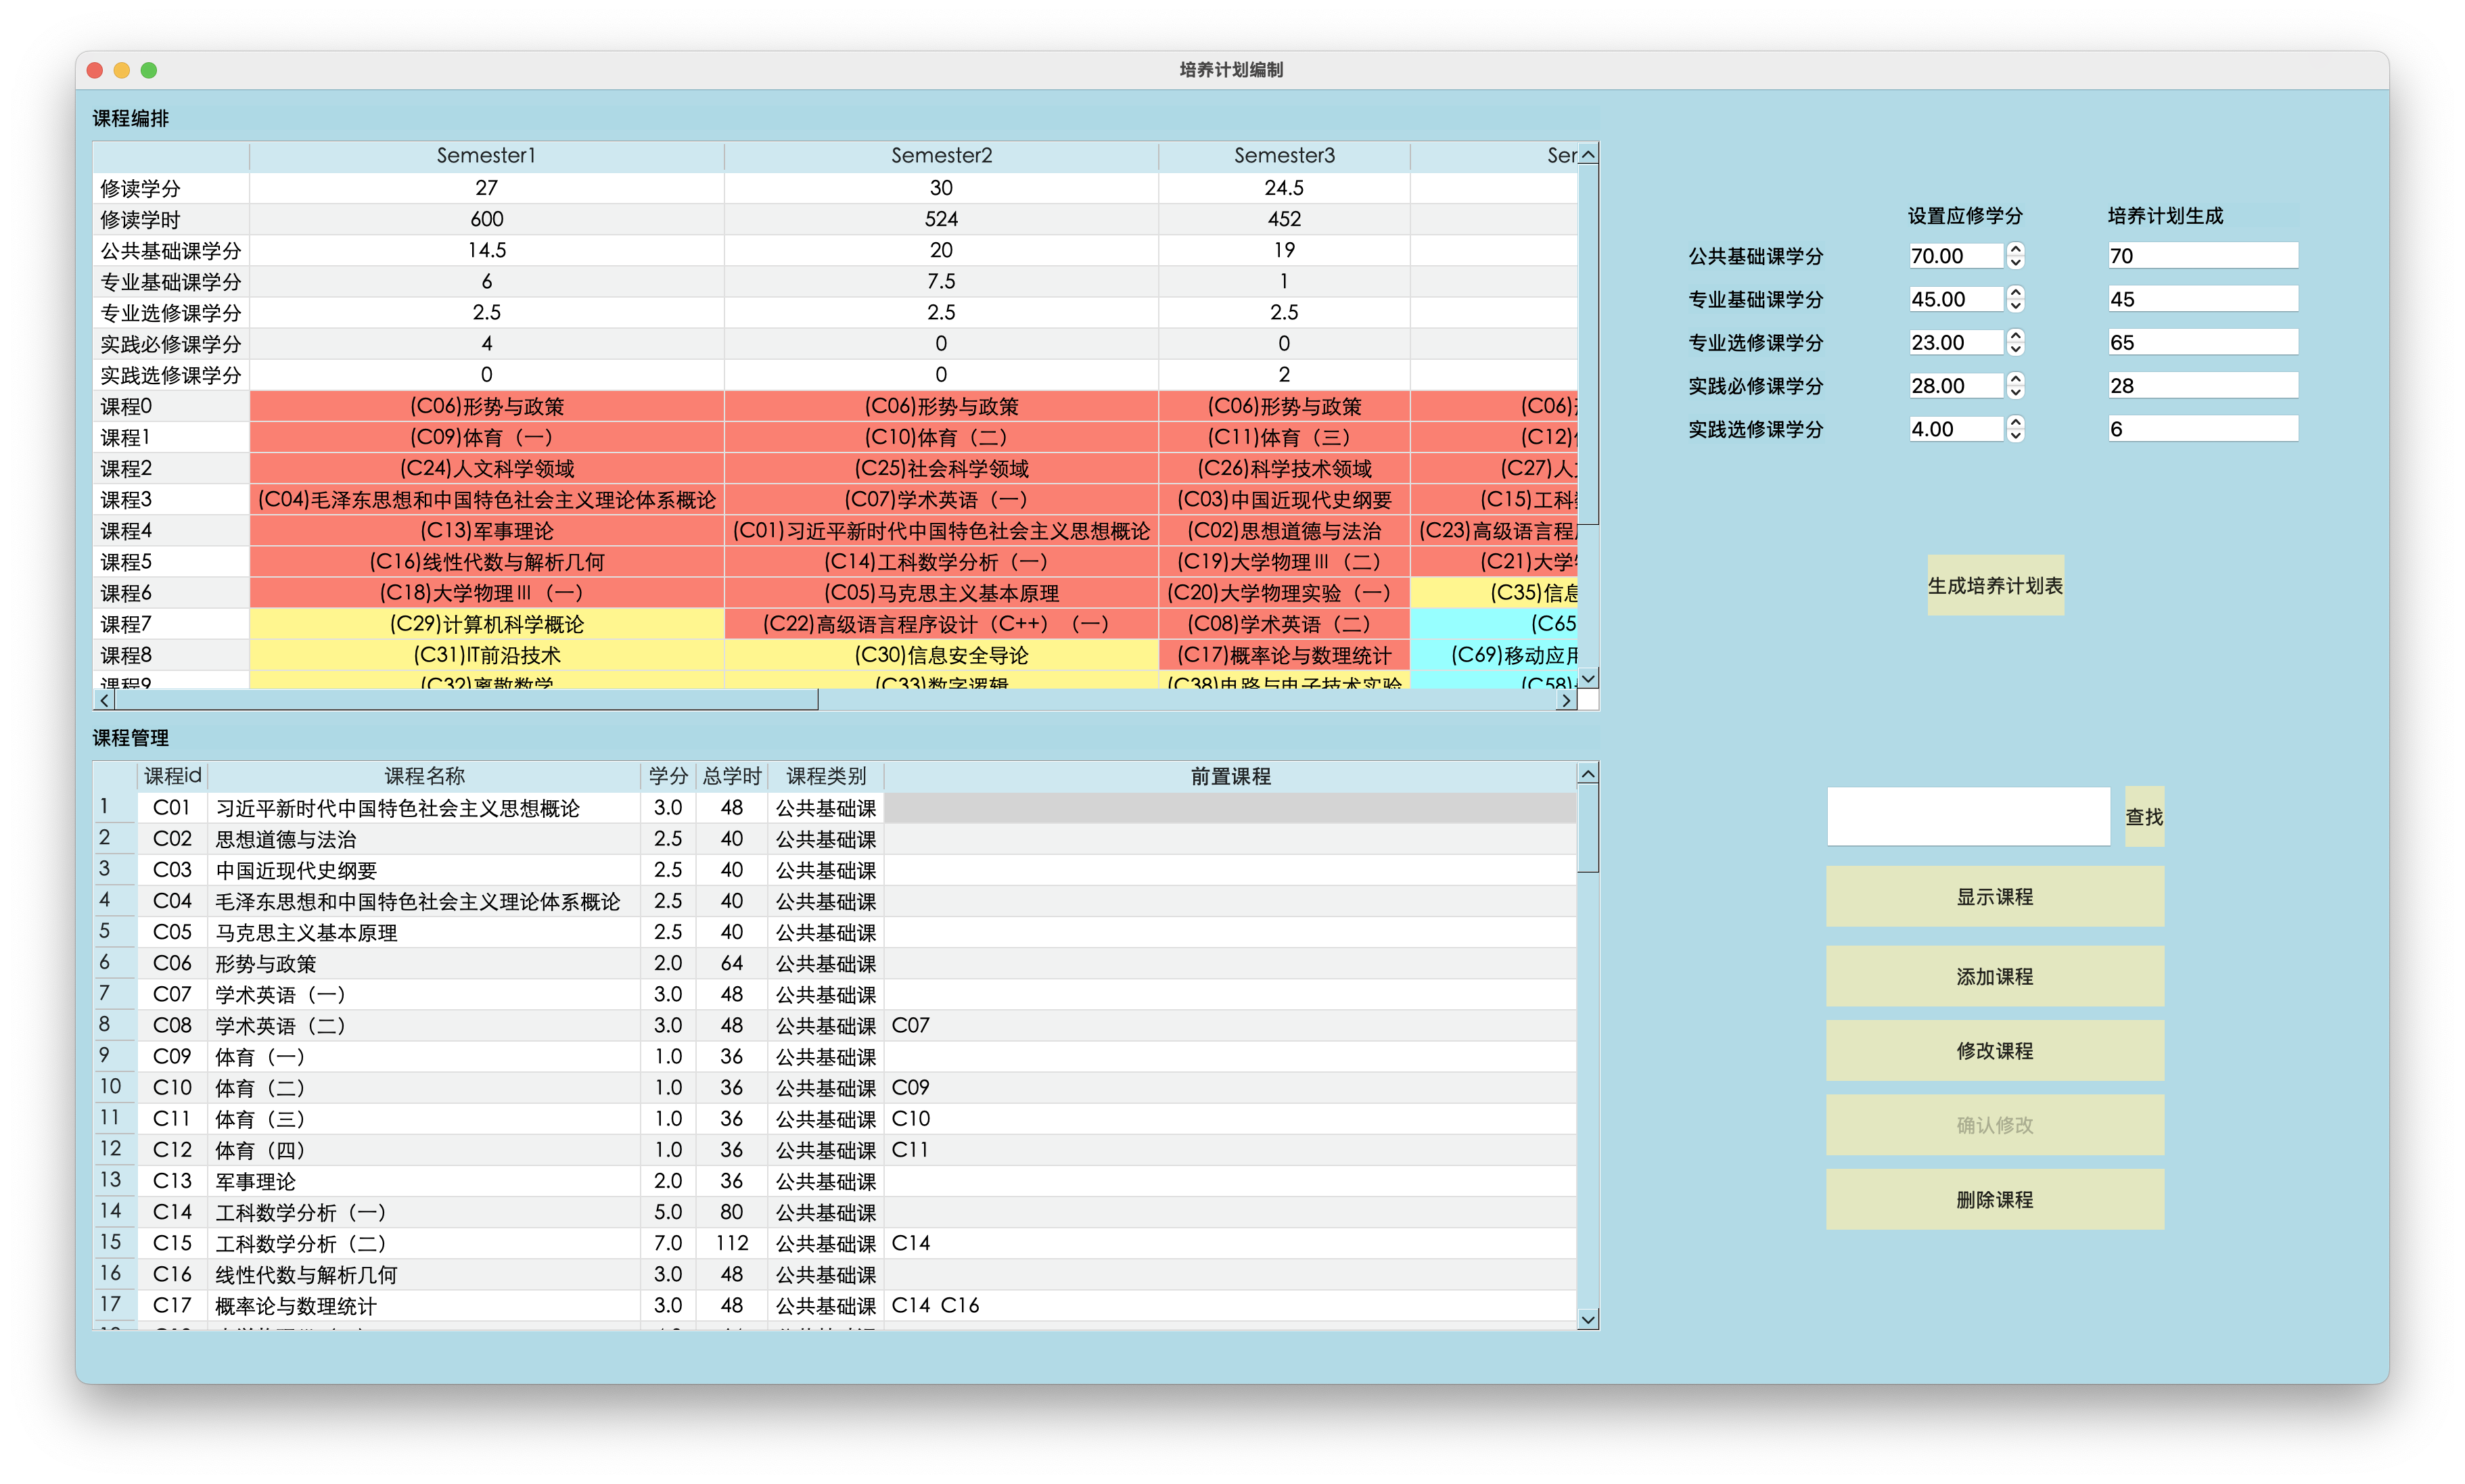 培养计划编制
课程编排
Semester1 Semester2 Semester3 Ser
修读学分 27 30 24.5
修读学时 600 524 452
公共基础课学分 14.5 20 19
专业基础课学分 6 7.5 1
专业选修课学分 2.5 2.5 2.5
实践必修课学分 4 0 0
实践选修课学分 0 0 2
课程0 (C06)形势与政策 (C06)形势与政策 (C06)形势与政策 (C06)
课程1 (C09)体育（一） (C10)体育（二） (C11)体育（三） (C12)
课程2 (C24)人文科学领域 (C25)社会科学领域 (C26)科学技术领域 (C27)人
课程3 (C04)毛泽东思想和中国特色社会主义理论体系概论 (C07)学术英语（一） (C03)中国近现代史纲要 (C15)工科
课程4 (C13)军事理论 (C01)习近平新时代中国特色社会主义思想概论 (C02)思想道德与法治 (C23)高级语言程
课程5 (C16)线性代数与解析几何 (C14)工科数学分析（一） (C19)大学物理Ⅲ（二） (C21)大学
课程6 (C18)大学物理Ⅲ（一） (C05)马克思主义基本原理 (C20)大学物理实验（一） (C35)信息
课程7 (C29)计算机科学概论 (C22)高级语言程序设计（C++）（一） (C08)学术英语（二） (C65
课程8 (C31)IT前沿技术 (C30)信息安全导论 (C17)概率论与数理统计 (C69)移动应用
课程9 (C32)离散数学 (C33)数字逻辑 (C38)电路与电子技术实验 (C58)
设置应修学分 培养计划生成
公共基础课学分 70.00 70
专业基础课学分 45.00 45
专业选修课学分 23.00 65
实践必修课学分 28.00 28
实践选修课学分 4.00 6
生成培养计划表
课程管理
课程id 课程名称 学分 总学时 课程类别 前置课程
1 C01 习近平新时代中国特色社会主义思想概论 3.0 48 公共基础课
2 C02 思想道德与法治 2.5 40 公共基础课
3 C03 中国近现代史纲要 2.5 40 公共基础课
4 C04 毛泽东思想和中国特色社会主义理论体系概论 2.5 40 公共基础课
5 C05 马克思主义基本原理 2.5 40 公共基础课
6 C06 形势与政策 2.0 64 公共基础课
7 C07 学术英语（一） 3.0 48 公共基础课
8 C08 学术英语（二） 3.0 48 公共基础课 C07
9 C09 体育（一） 1.0 36 公共基础课
10 C10 体育（二） 1.0 36 公共基础课 C09
11 C11 体育（三） 1.0 36 公共基础课 C10
12 C12 体育（四） 1.0 36 公共基础课 C11
13 C13 军事理论 2.0 36 公共基础课
14 C14 工科数学分析（一） 5.0 80 公共基础课
15 C15 工科数学分析（二） 7.0 112 公共基础课 C14
16 C16 线性代数与解析几何 3.0 48 公共基础课
17 C17 概率论与数理统计 3.0 48 公共基础课 C14 C16
查找
显示课程
添加课程
修改课程
确认修改
删除课程